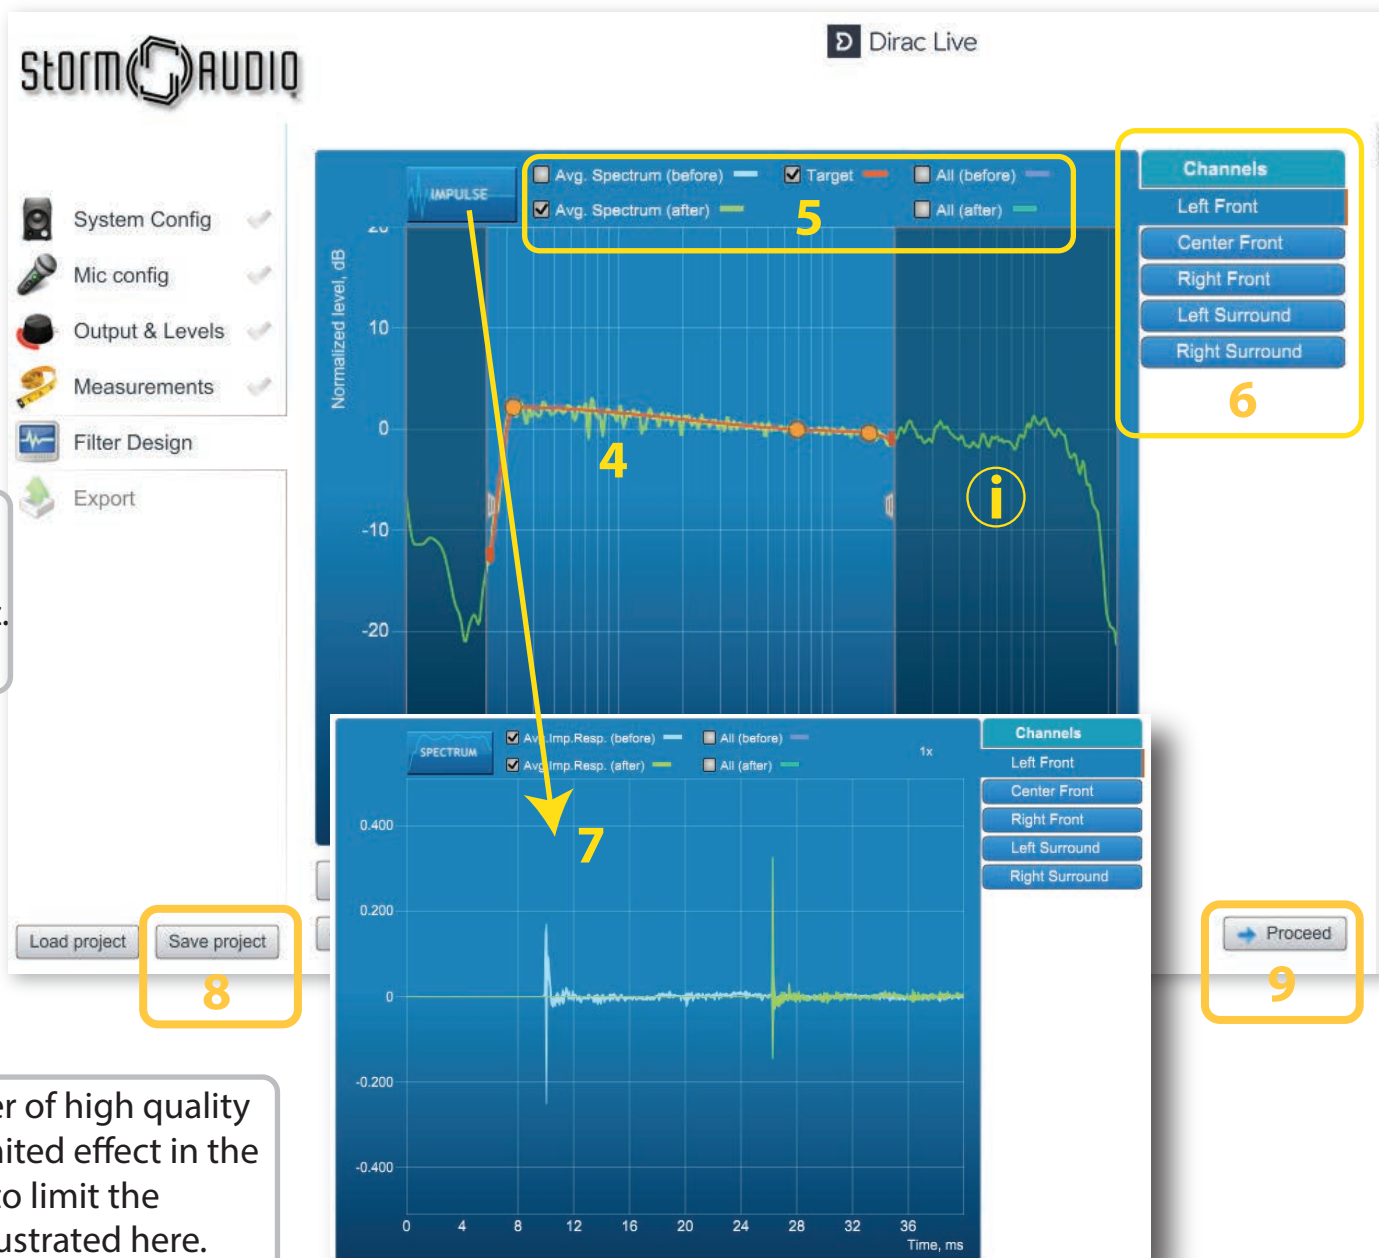 StormAUDIO
Dirac Live
System Config
Mic config
Output & Levels
Measurements
Filter Design
Export
IMPULSE
Avg. Spectrum (before)
Target
All (before)
Avg. Spectrum (after)
All (after)
5
Channels
Left Front
Center Front
Right Front
Left Surround
Right Surround
6
Normalized level, dB
20
10
0
-10
-20
4
i
SPECTRUM
Avg.Imp.Resp. (before)
All (before)
Avg.Imp.Resp. (after)
All (after)
1x
Channels
Left Front
Center Front
Right Front
Left Surround
Right Surround
7
0.400
0.200
0
-0.200
-0.400
0 4 8 12 16 20 24 28 32 36
Time, ms
Load project
Save project
8
Proceed
9
of high quality
effect in the
to limit the
here.